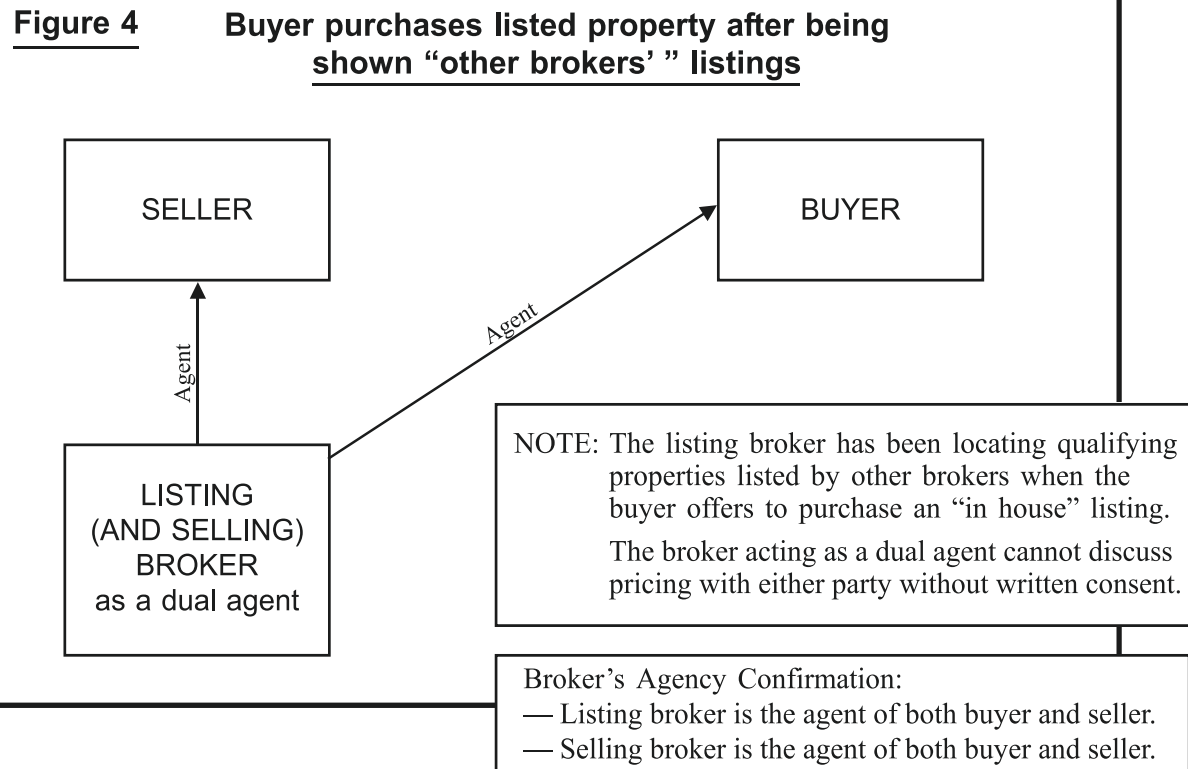 Figure 4
Buyer purchases listed property after being
shown “other brokers’ ” listings
SELLER
BUYER
Agent
Agent
LISTING
(AND SELLING)
BROKER
as a dual agent
NOTE: The listing broker has been locating qualifying
properties listed by other brokers when the
buyer offers to purchase an “in house” listing.
The broker acting as a dual agent cannot discuss
pricing with either party without written consent.
Broker’s Agency Confirmation:
— Listing broker is the agent of both buyer and seller.
— Selling broker is the agent of both buyer and seller.